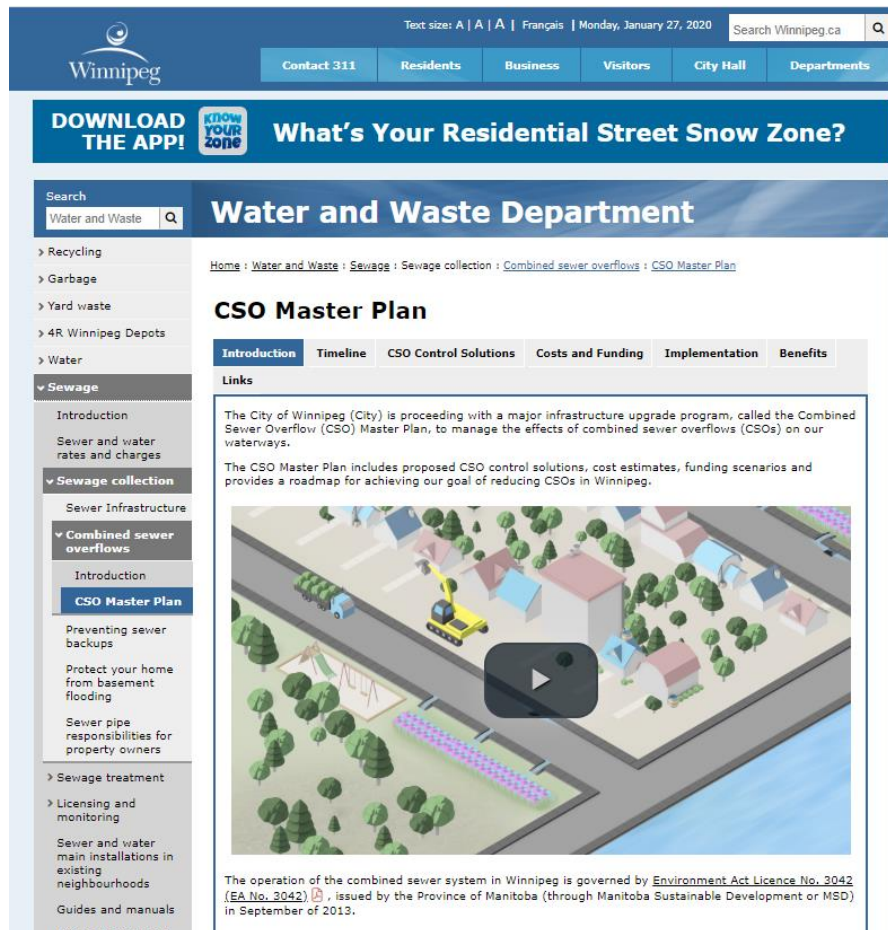 Text size: A | A | A | Français | Monday, January 27, 2020
Search Winnipeg.ca
Winnipeg
Contact 311 Residents Business Visitors City Hall Departments
DOWNLOAD
THE APP!
KNOW
YOUR
ZONE
What's Your Residential Street Snow Zone?
Search
Water and Waste
> Recycling
> Garbage
> Yard waste
> 4R Winnipeg Depots
> Water
Sewage
Introduction
Sewer and water
rates and charges
Sewage collection
Sewer Infrastructure
Combined sewer
overflows
Introduction
CSO Master Plan
Preventing sewer
backups
Protect your home
from basement
flooding
Sewer pipe
responsibilities for
property owners
> Sewage treatment
> Licensing and
monitoring
Sewer and water
main installations in
existing
neighbourhoods
Guides and manuals
Water and Waste Department
Home : Water and Waste : Sewage : Sewage collection : Combined sewer overflows : CSO Master Plan
CSO Master Plan
Introduction Timeline CSO Control Solutions Costs and Funding Implementation Benefits
Links
The City of Winnipeg (City) is proceeding with a major infrastructure upgrade program, called the Combined
Sewer Overflow (CSO) Master Plan, to manage the effects of combined sewer overflows (CSOs) on our
waterways.
The CSO Master Plan includes proposed CSO control solutions, cost estimates, funding scenarios and
provides a roadmap for achieving our goal of reducing CSOs in Winnipeg.
The operation of the combined sewer system in Winnipeg is governed by Environment Act Licence No. 3042
(EA No. 3042) , issued by the Province of Manitoba (through Manitoba Sustainable Development or MSD)
in September of 2013.